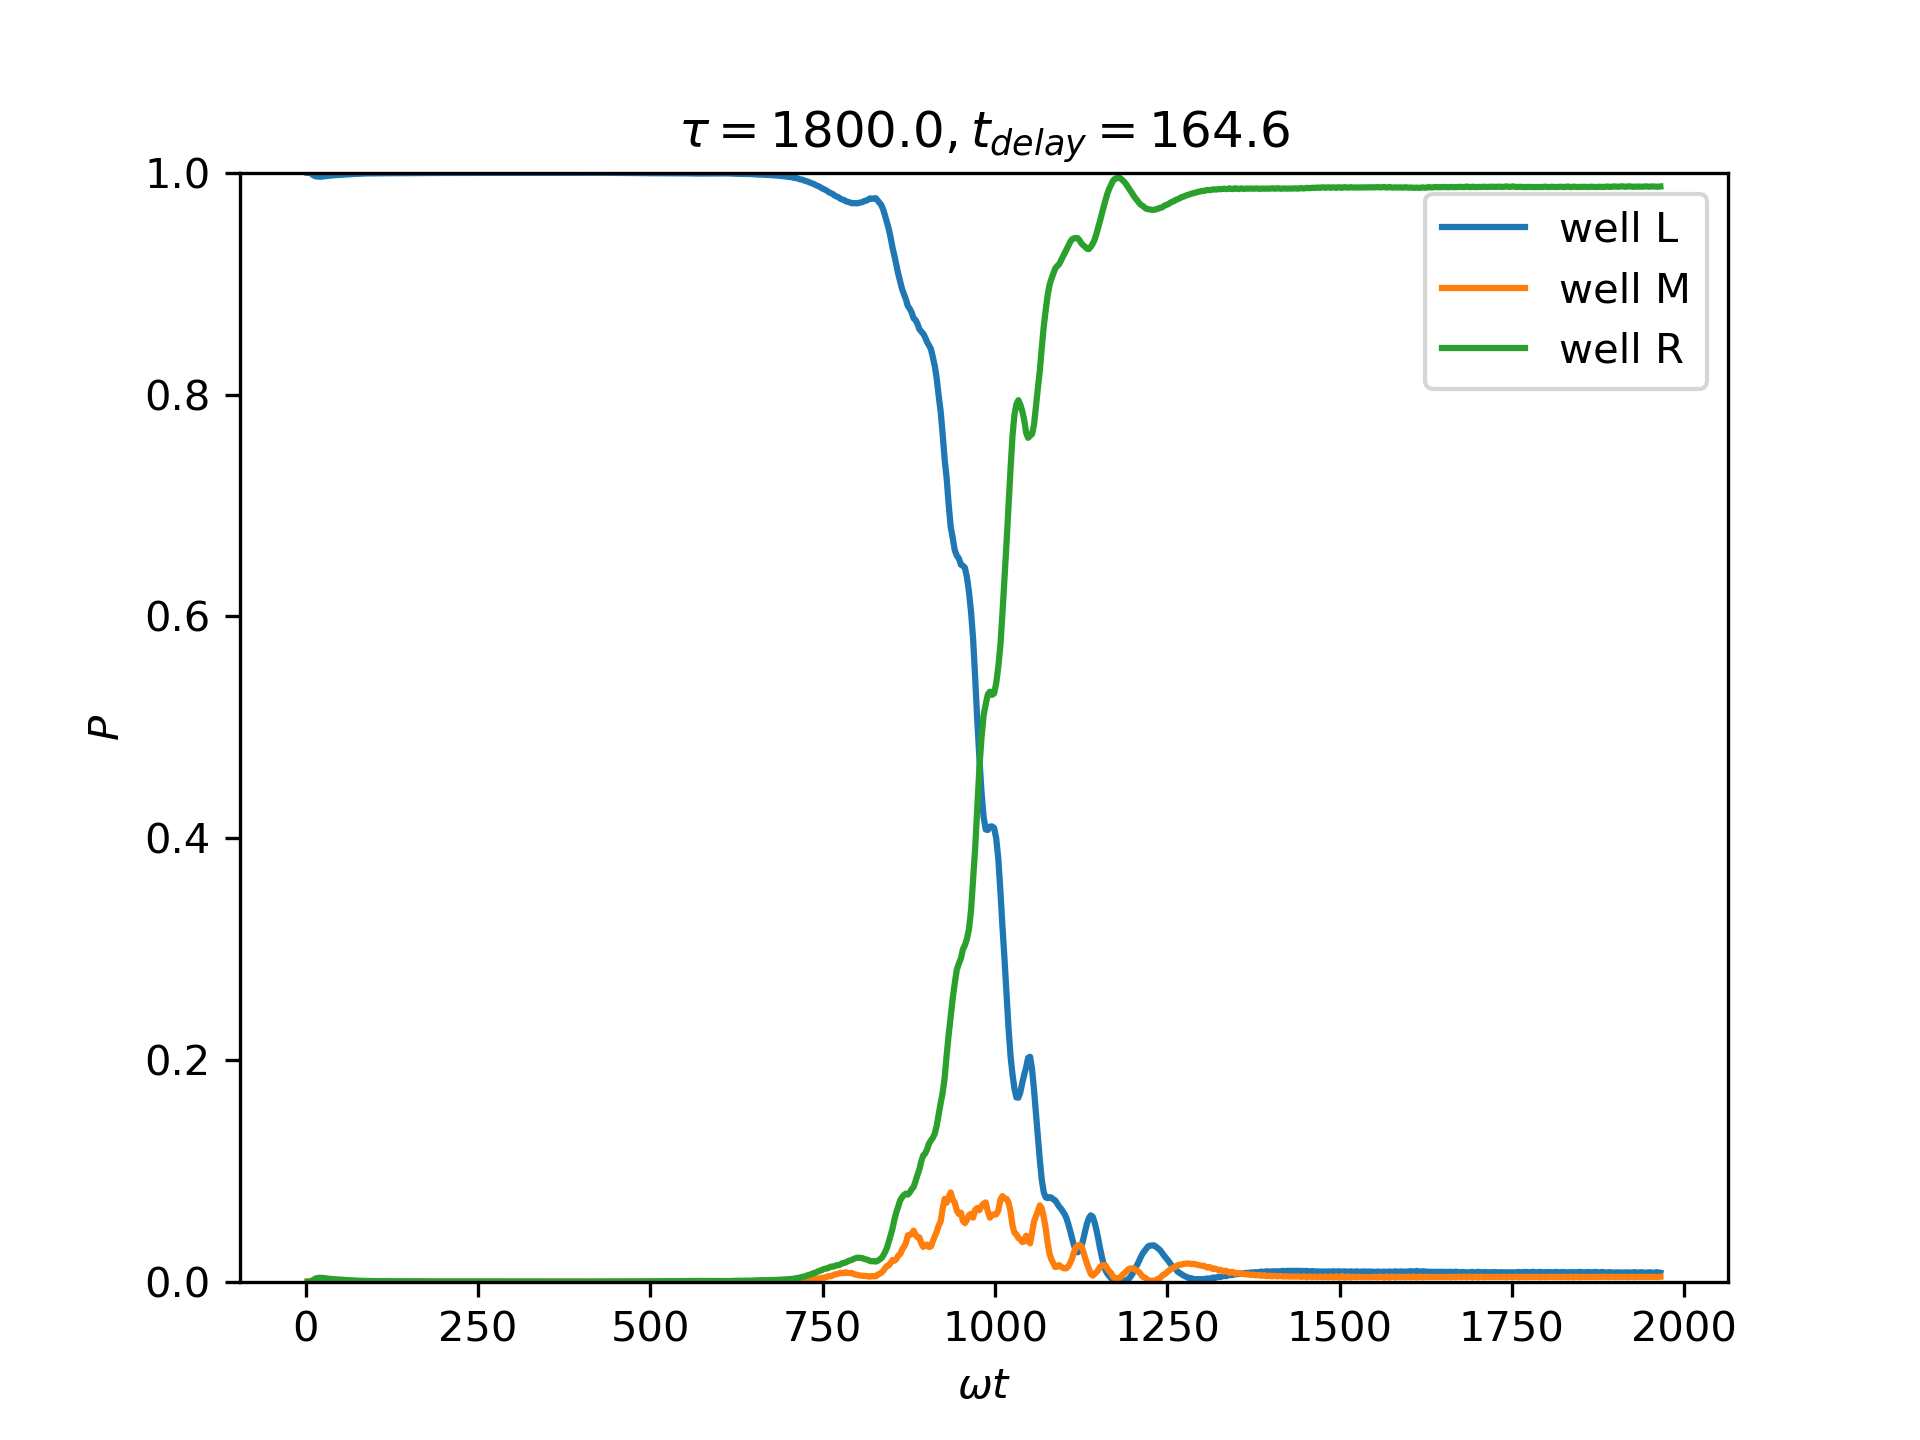 τ = 1800.0, t_delay = 164.6
1.0
0.8
0.6
0.4
0.2
0.0
P
well L
well M
well R
0 250 500 750 1000 1250 1500 1750 2000
ωt